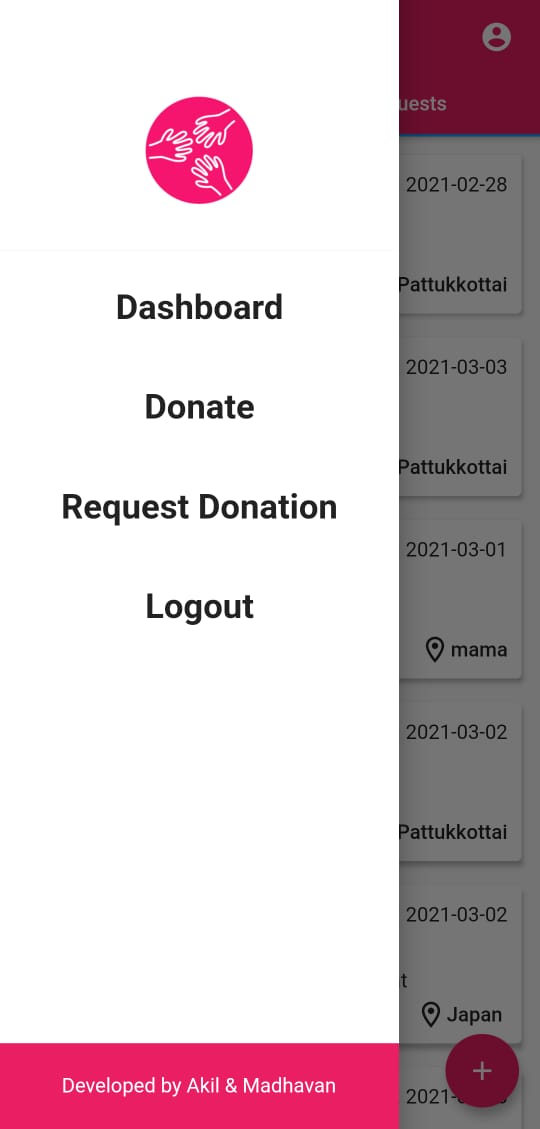 uests
2021-02-28
Pattukkottai
Dashboard
2021-03-03
Donate
Pattukkottai
Request Donation
2021-03-01
Logout
mama
2021-03-02
Pattukkottai
2021-03-02
t
Japan
2021-
Developed by Akil & Madhavan